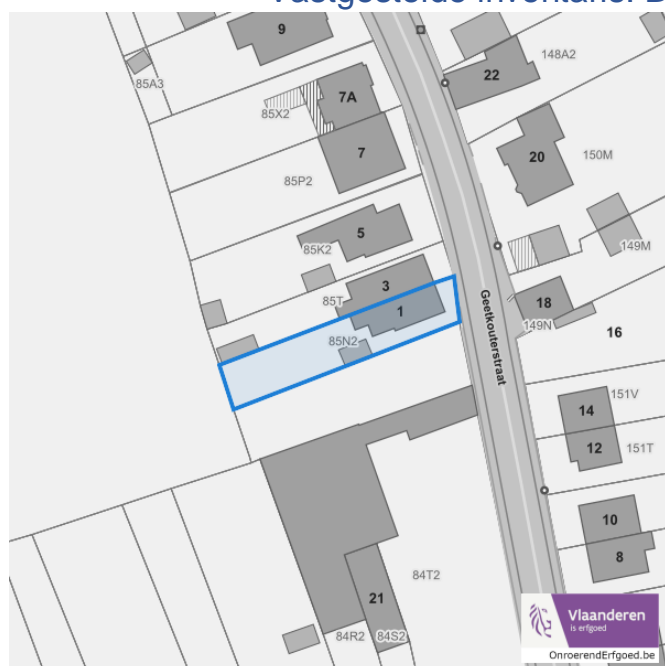 Vastgestelde Inventaris: B
9
85A3
22
148A2
7A
85X2
7
20
150M
85P2
5
149M
85K2
3
85T
1
18
149N
85N2
Geetkouterstraat
16
151V
14
12
151T
10
8
84T2
21
84R2
84S2
Vlaanderen
is erfgoed
OnroerendErfgoed.be